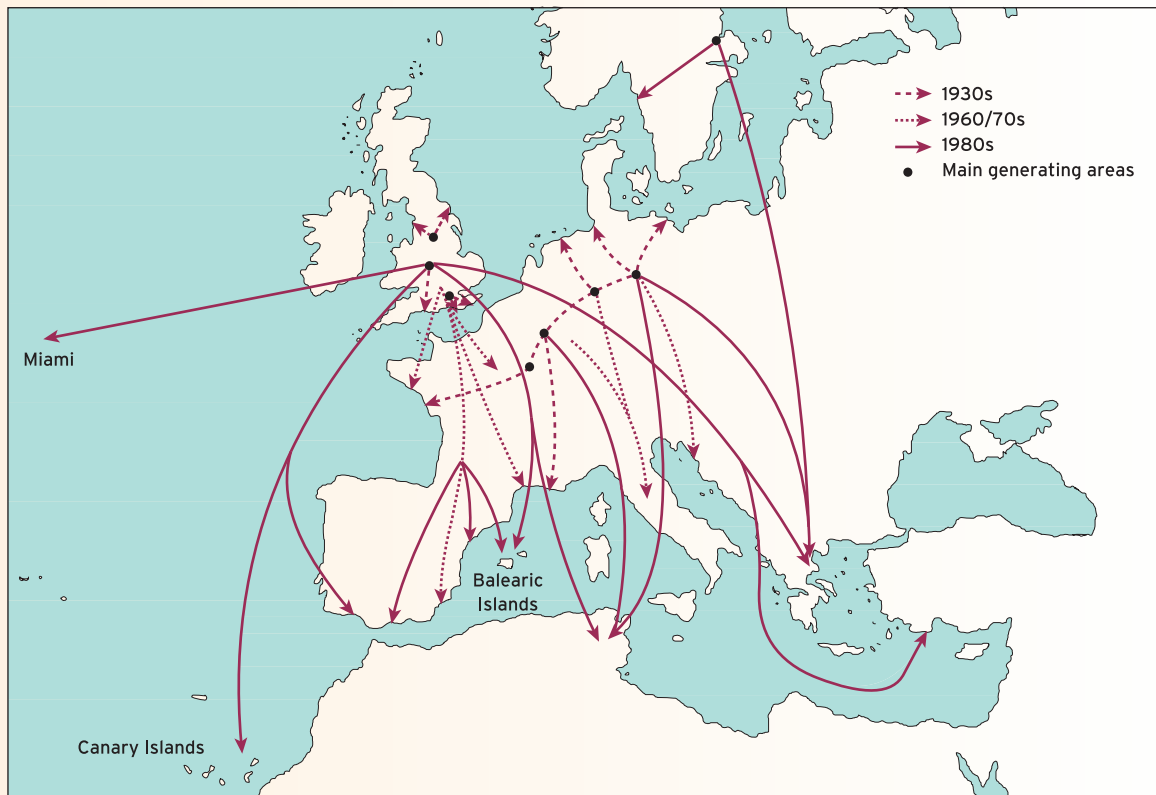 1930s
1960/70s
1980s
Main generating areas
Miami
Balearic
Islands
Canary Islands